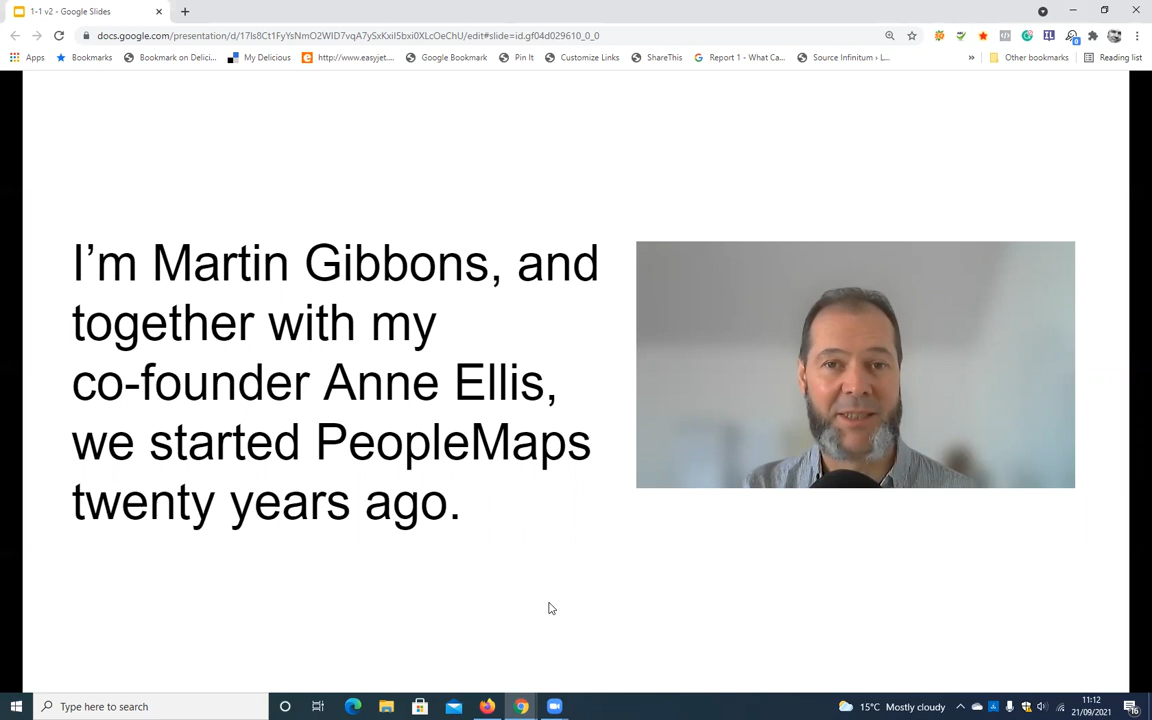 1-1 v2 - Google Slides
docs.google.com/presentation/d/17Is8Ct1FyYsNmO2WlD7vqA7ySxKxiI5bxi0XLcOeChU/edit#slide=id.gf04d029610_0_0
Apps Bookmarks Bookmark on Delici... My Delicious http://www.easyjet.... Google Bookmark Pin It Customize Links ShareThis Report 1 - What Ca... Source Infinitum › L... » Other bookmarks Reading list
I’m Martin Gibbons, and
together with my
co-founder Anne Ellis,
we started PeopleMaps
twenty years ago.
Type here to search
15°C Mostly cloudy
11:12
21/09/2021
16